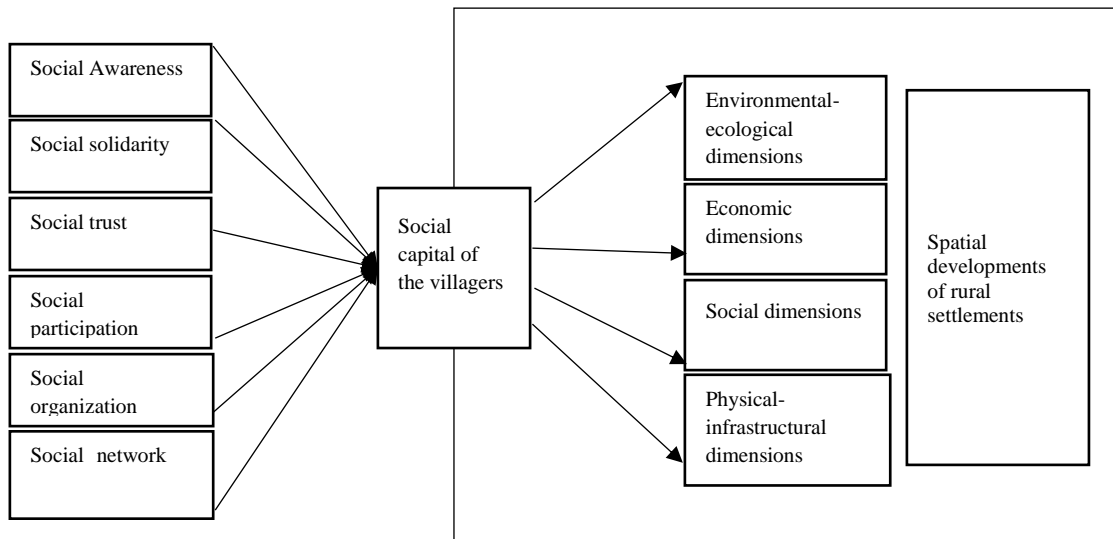 Social Awareness
Social solidarity
Social trust
Social
participation
Social
organization
Social network
Social
capital of
the villagers
Environmental-
ecological
dimensions
Economic
dimensions
Social dimensions
Physical-
infrastructural
dimensions
Spatial
developments
of rural
settlements